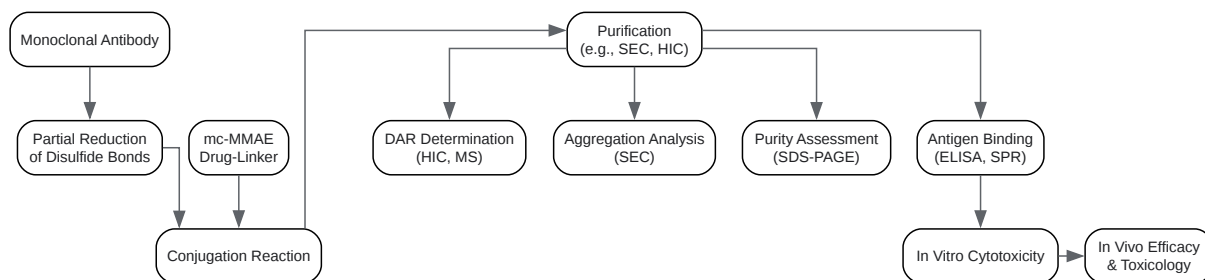 Monoclonal Antibody
Purification
(e.g., SEC, HIC)
Partial Reduction
of Disulfide Bonds
mc-MMAE
Drug-Linker
DAR Determination
(HIC, MS)
Aggregation Analysis
(SEC)
Purity Assessment
(SDS-PAGE)
Antigen Binding
(ELISA, SPR)
Conjugation Reaction
In Vitro Cytotoxicity
In Vivo Efficacy
& Toxicology